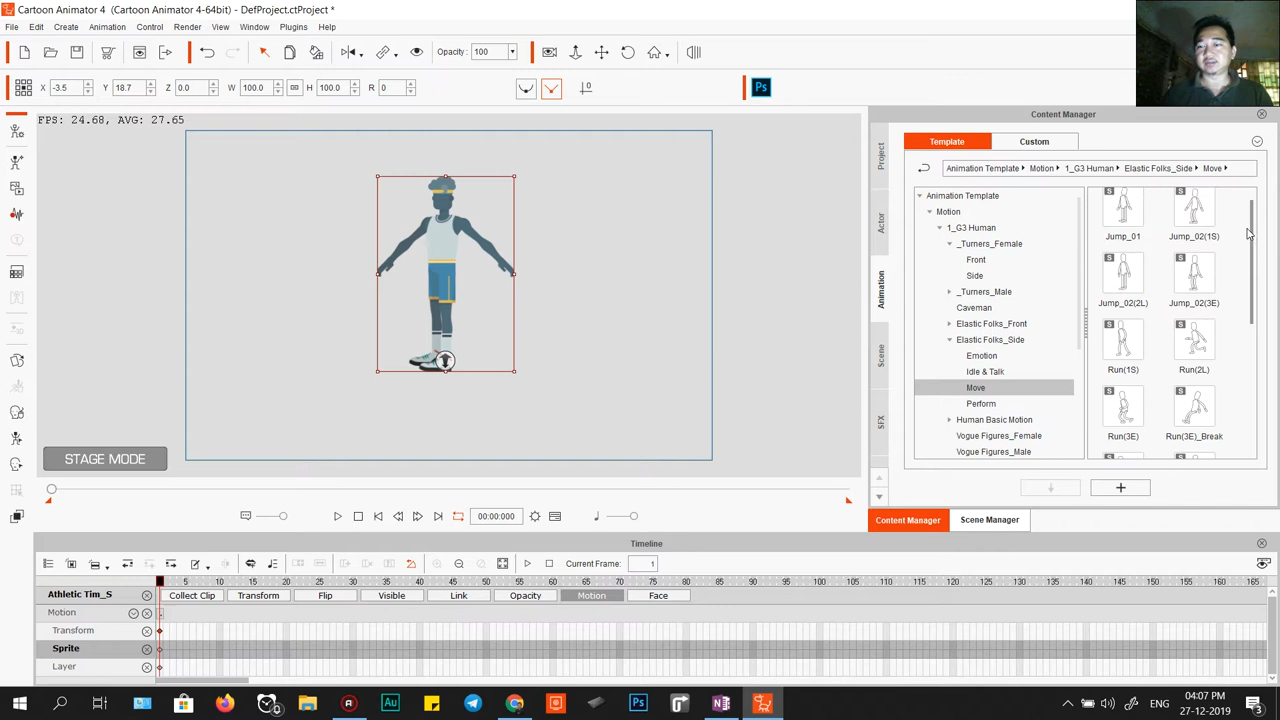 Cartoon Animator 4 (Cartoon Animator 4-64bit) - DefProject.ctProject *
File Edit Create Animation Control Render View Window Plugins Help
Opacity : 100
X -3.5 Y 18.7 Z 0.0 W 100.0 H 100.0 R 0 Ps
FPS: 24.68, AVG: 27.65
STAGE MODE
Content Manager
Template Custom
Animation Template Motion 1_G3 Human Elastic Folks_Side Move
Project
Actor
Animation
Scene
SFX
Animation Template
Motion
1_G3 Human
_Turners_Female
Front
Side
_Turners_Male
Caveman
Elastic Folks_Front
Elastic Folks_Side
Emotion
Idle & Talk
Move
Perform
Human Basic Motion
Vogue Figures_Female
Vogue Figures_Male
S S
Jump_01 Jump_02(1S)
S S
Jump_02(2L) Jump_02(3E)
S S
Run(1S) Run(2L)
S S
Run(3E) Run(3E)_Break
Content Manager Scene Manager
00:00:000
Timeline
Current Frame: 1
5 10 15 20 25 30 35 40 45 50 55 60 65 70 75 80 85 90 95 100 105 110 115 120 125 130 135 140 145 150 155 160 165
Athletic Tim_S Collect Clip Transform Flip Visible Link Opacity Motion Face
Motion
Transform
Sprite
Layer
Au Ps N
ENG 04:07 PM
27-12-2019 3